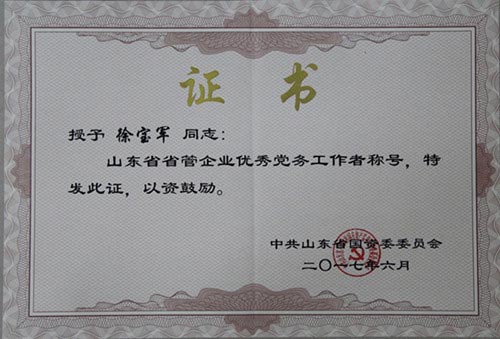 证书
授予 徐宝军 同志：
山东省省管企业优秀党务工作者称号，特
发此证，以资鼓励。
中共山东省国资委委员会
二〇一七年六月